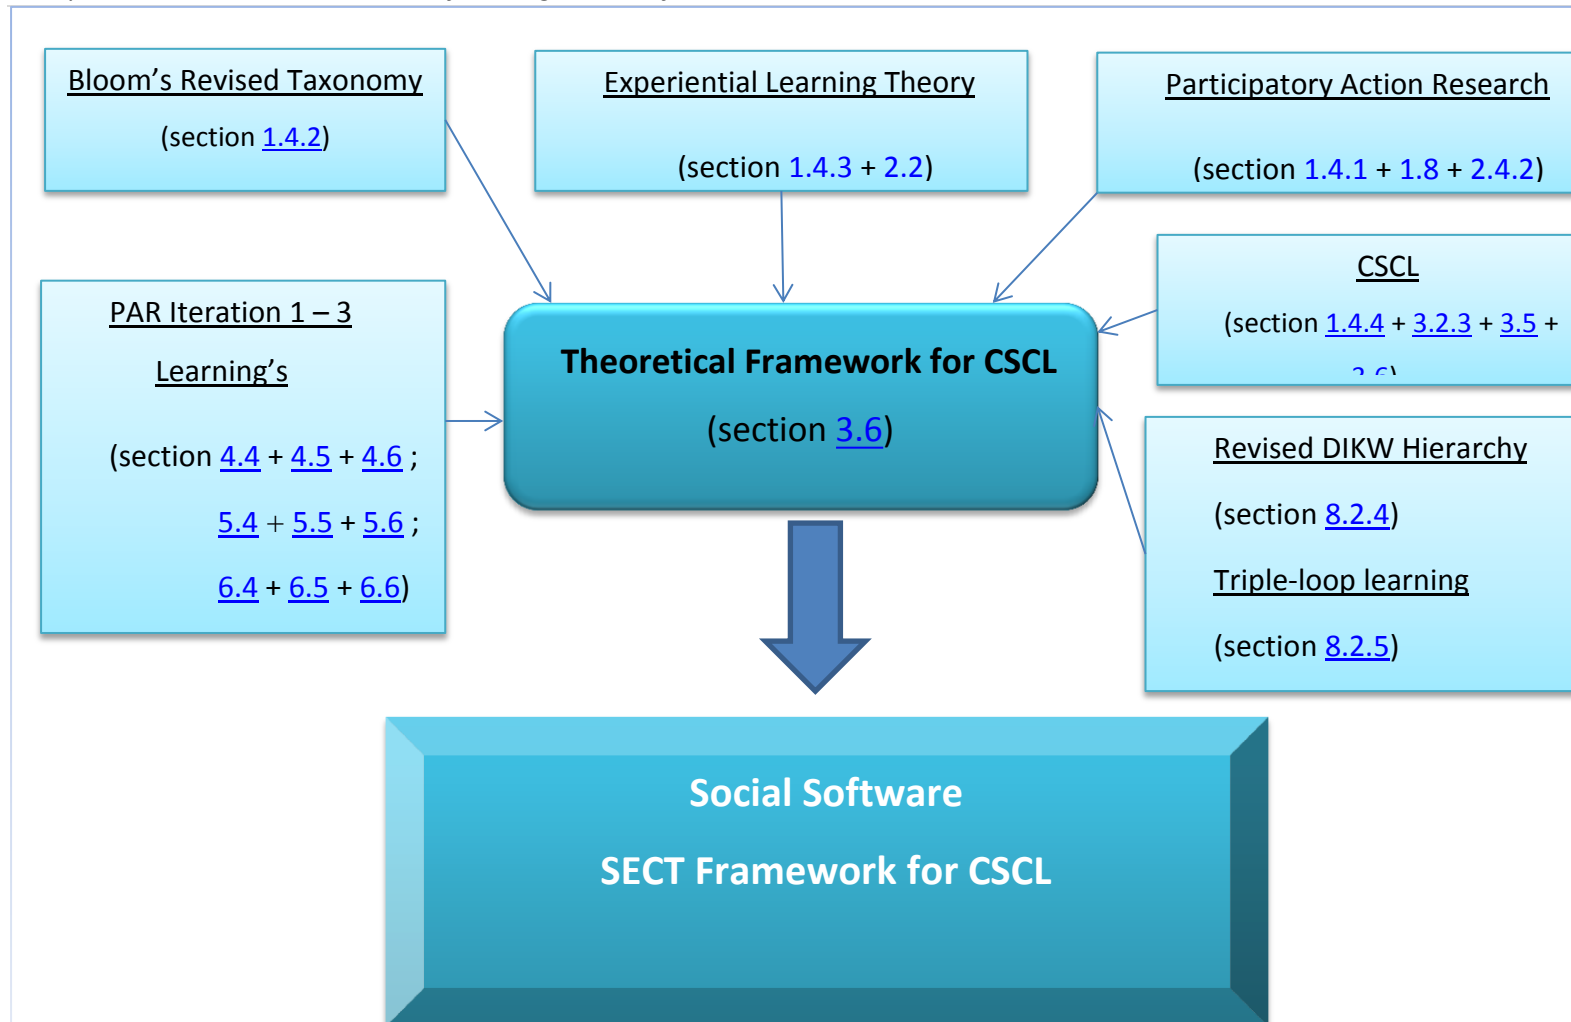 Bloom's Revised Taxonomy
(section 1.4.2)
Experiential Learning Theory
(section 1.4.3 + 2.2)
Participatory Action Research
(section 1.4.1 + 1.8 + 2.4.2)
CSCL
(section 1.4.4 + 3.2.3 + 3.5 +
PAR Iteration 1 – 3
Learning's
(section 4.4 + 4.5 + 4.6 ;
5.4 + 5.5 + 5.6 ;
6.4 + 6.5 + 6.6)
Theoretical Framework for CSCL
(section 3.6)
Revised DIKW Hierarchy
(section 8.2.4)
Triple-loop learning
(section 8.2.5)
Social Software
SECT Framework for CSCL